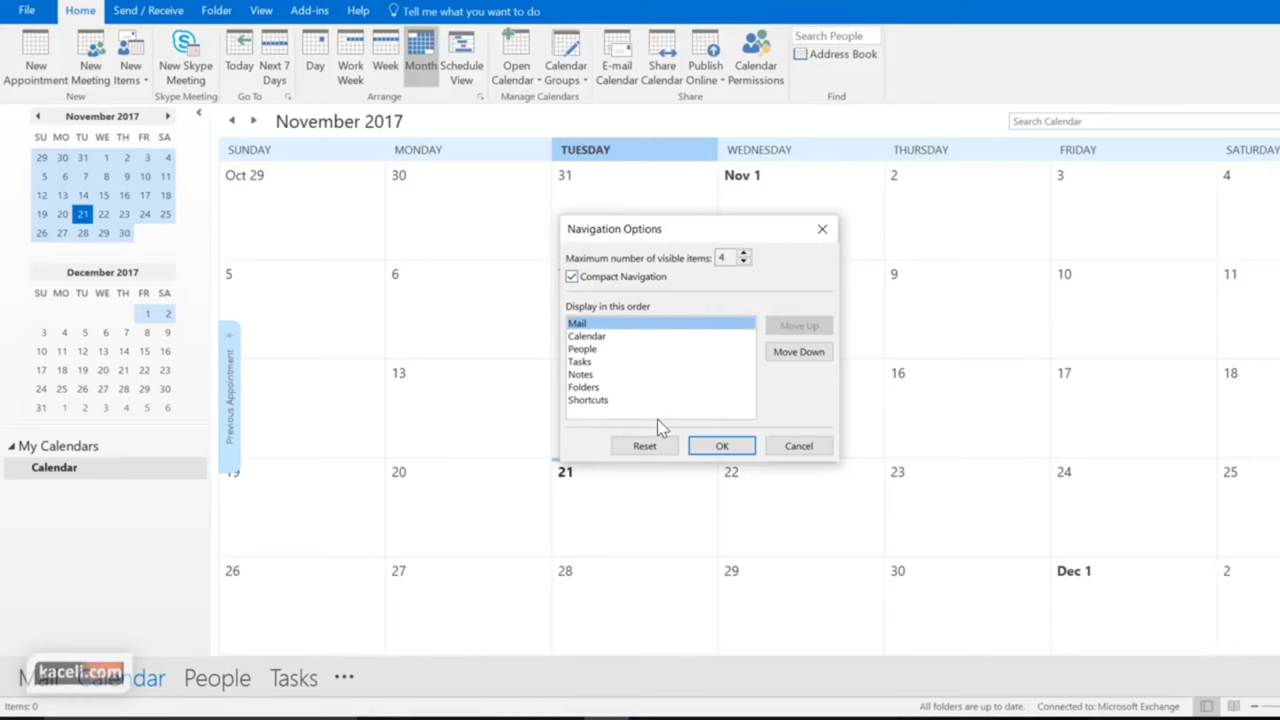 File Home Send / Receive Folder View Add-ins Help Tell me what you want to do
New Appointment New Meeting New Items New Skype Meeting Today Next 7 Days Day Work Week Week Month Schedule View Open Calendar Calendar Groups E-mail Calendar Share Calendar Publish Online Calendar Permissions Search People
Address Book
New Skype Meeting Go To Arrange Manage Calendars Share Find
November 2017
SU MO TU WE TH FR SA
29 30 31 1 2 3 4
5 6 7 8 9 10 11
12 13 14 15 16 17 18
19 20 21 22 23 24 25
26 27 28 29 30
December 2017
SU MO TU WE TH FR SA
1 2
3 4 5 6 7 8 9
10 11 12 13 14 15 16
17 18 19 20 21 22 23
24 25 26 27 28 29 30
31 1 2 3 4 5 6
My Calendars
Calendar
November 2017
Search Calendar
SUNDAY MONDAY TUESDAY WEDNESDAY THURSDAY FRIDAY SATURDAY
Oct 29 30 31 Nov 1 2 3 4
5 6 9 10 11
13 16 17 18
19 20 21 22 23 24 25
26 27 28 29 30 Dec 1 2
Previous Appointment
Navigation Options
Maximum number of visible items: 4
Compact Navigation
Display in this order
Mail
Calendar
People
Tasks
Notes
Folders
Shortcuts
Move Up
Move Down
Reset OK Cancel
Mail Calendar People Tasks •••
kaceli.com
Items: 0 All folders are up to date. Connected to: Microsoft Exchange